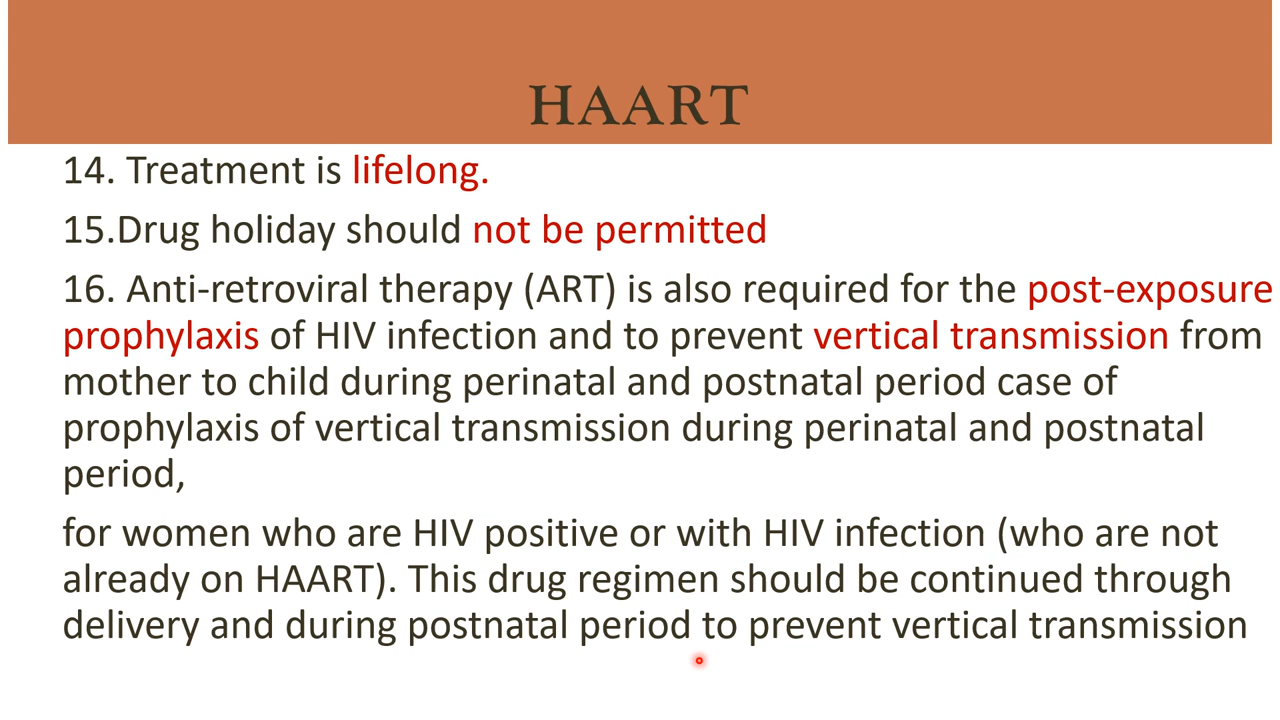 HAART
14. Treatment is lifelong.
15.Drug holiday should not be permitted
16. Anti-retroviral therapy (ART) is also required for the post-exposure
prophylaxis of HIV infection and to prevent vertical transmission from
mother to child during perinatal and postnatal period case of
prophylaxis of vertical transmission during perinatal and postnatal
period,
for women who are HIV positive or with HIV infection (who are not
already on HAART). This drug regimen should be continued through
delivery and during postnatal period to prevent vertical transmission